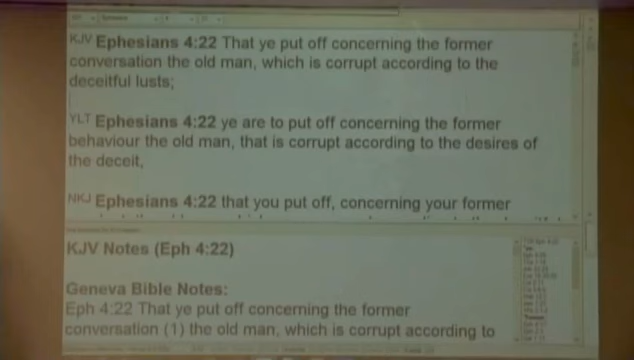 KJV Ephesians 4:22 That ye put off concerning the former
conversation the old man, which is corrupt according to the
deceitful lusts;
YLT Ephesians 4:22 ye are to put off concerning the former
behaviour the old man, that is corrupt according to the desires of
the deceit,
NKJ Ephesians 4:22 that you put off, concerning your former
KJV Notes (Eph 4:22)
Geneva Bible Notes:
Eph 4:22 That ye put off concerning the former
conversation (1) the old man, which is corrupt according to